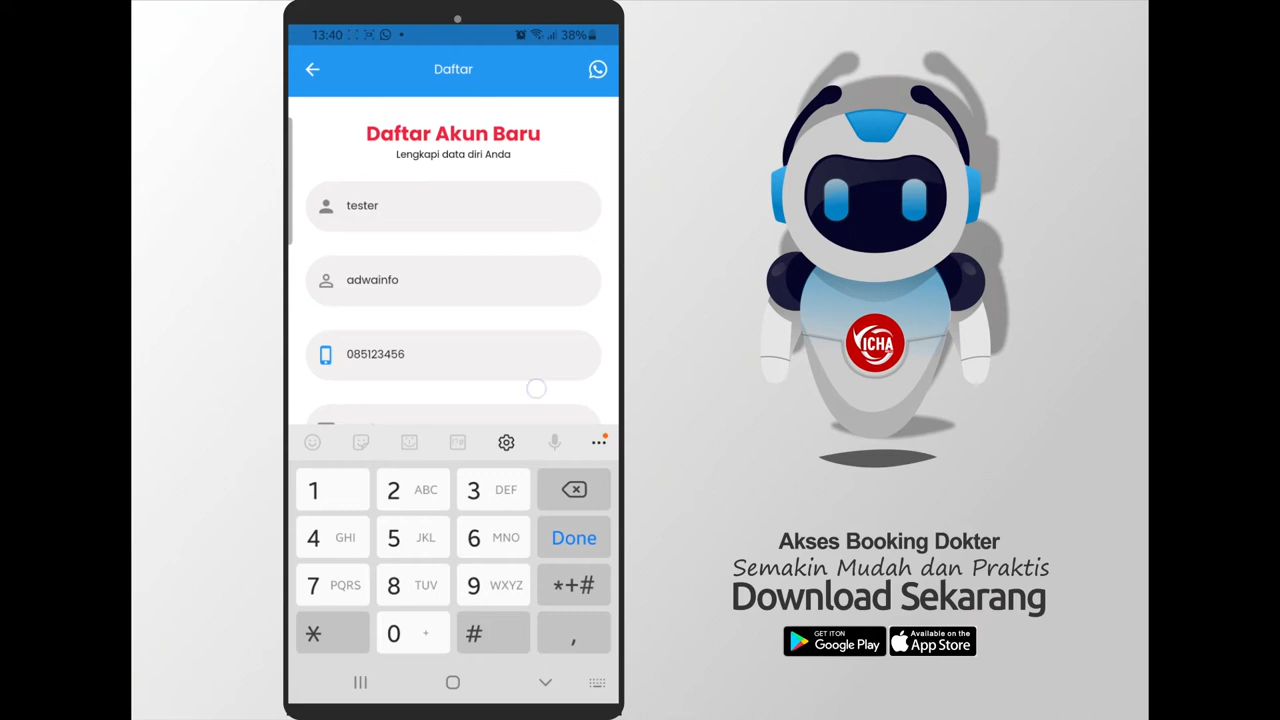 13:40
38%
Daftar
Daftar Akun Baru
Lengkapi data diri Anda
tester
adwainfo
085123456
1
2 ABC
3 DEF
4 GHI
5 JKL
6 MNO
Done
7 PQRS
8 TUV
9 WXYZ
*+#
*
0 +
#
,
ICHA
Akses Booking Dokter
Semakin Mudah dan Praktis
Download Sekarang
GET IT ON
Google Play
Available on the
App Store